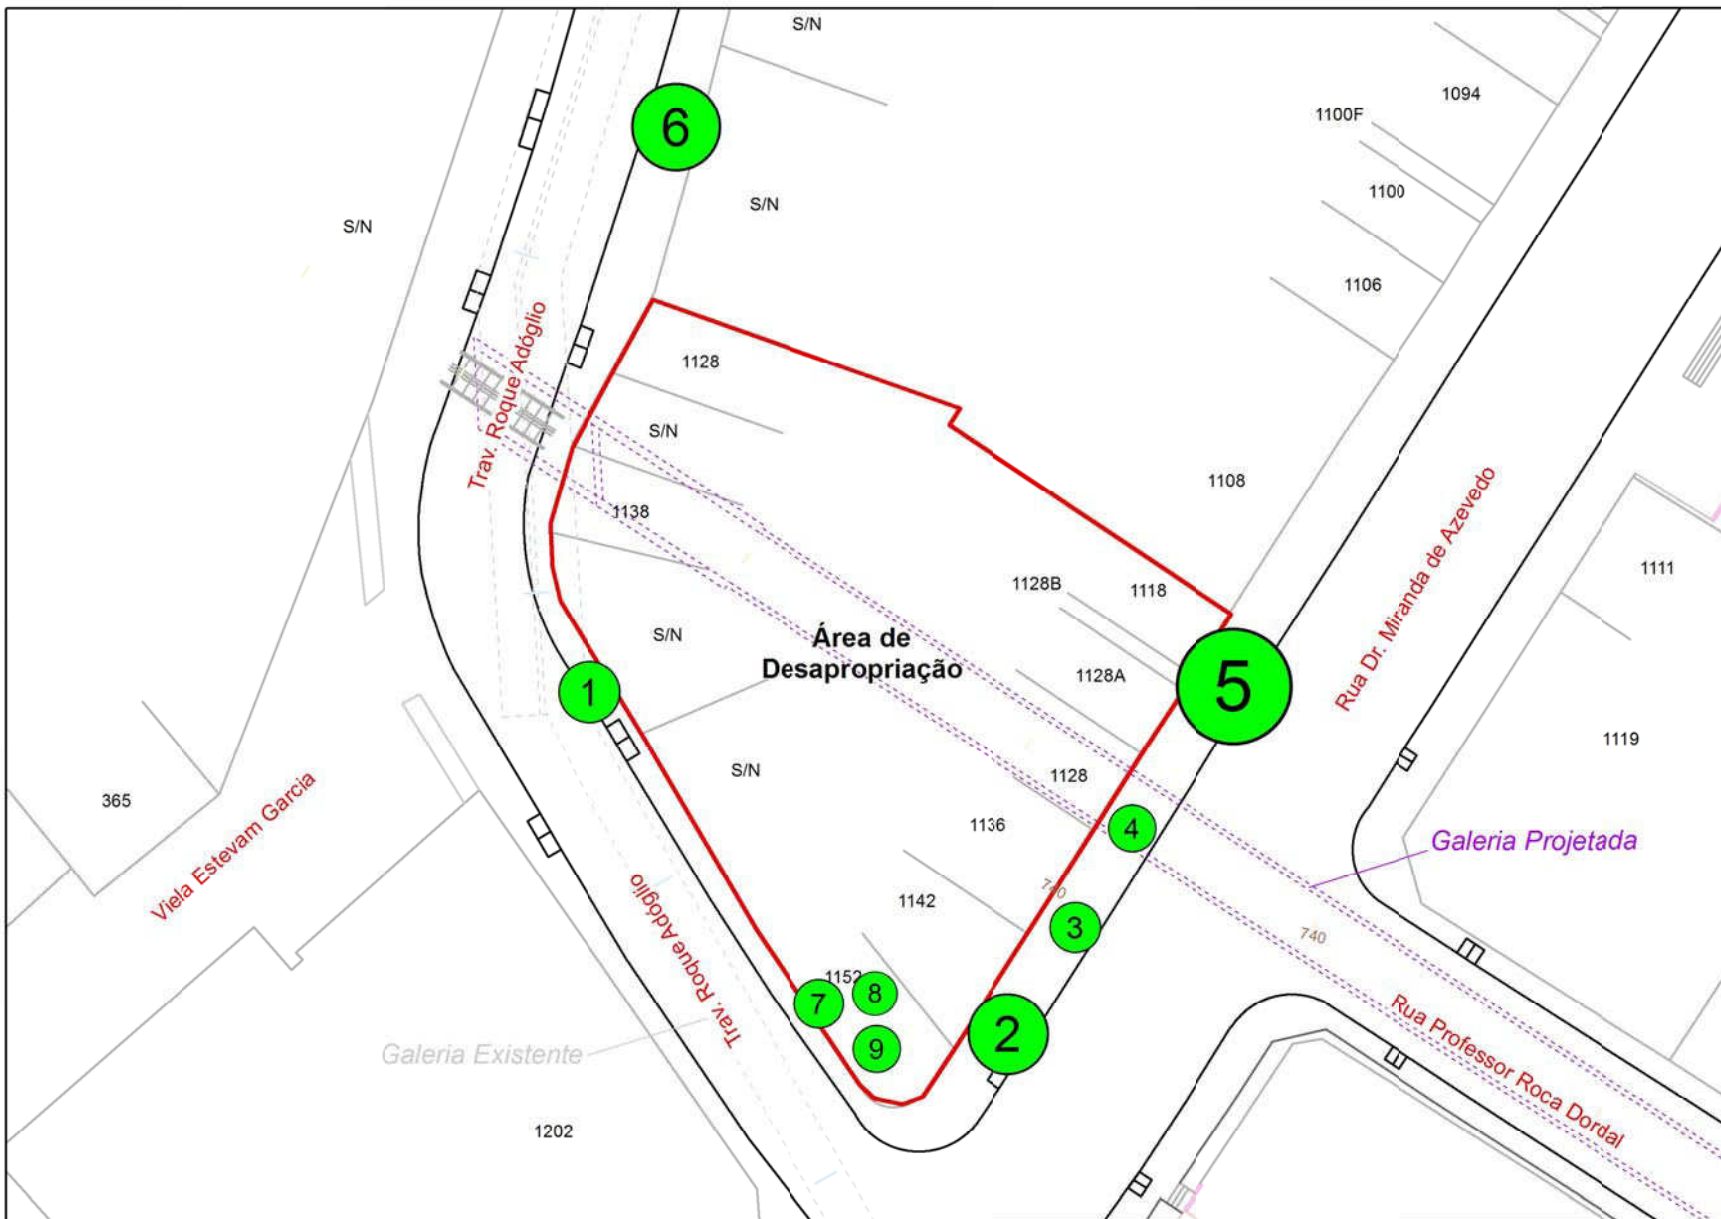 S/N
6
1094
1100F
1100
S/N
S/N
1106
Trav. Roque Adóglio
1128
S/N
1108
1138
Rua Dr. Miranda de Azevedo
1111
1128B
1118
S/N
Área de
Desapropriação
1128A
1
5
S/N
1128
1119
365
Viela Estevam Garcia
1136
4
Galeria Projetada
740
1142
3
740
Trav. Roque Adóglio
1152
7
8
9
2
Galeria Existente
Rua Professor Roca Dordal
1202